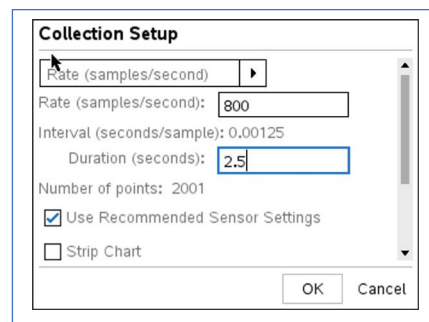 Collection Setup
Rate (samples/second)
Rate (samples/second): 800
Interval (seconds/sample): 0.00125
Duration (seconds): 2.5
Number of points: 2001
Use Recommended Sensor Settings
Strip Chart
OK Cancel